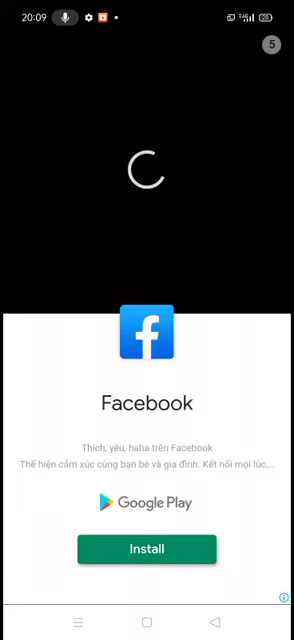 20:09
5
Facebook
Thích, yêu, haha trên Facebook
Thể hiện cảm xúc cùng bạn bè và gia đình. Kết nối mọi lúc,...
Google Play
Install